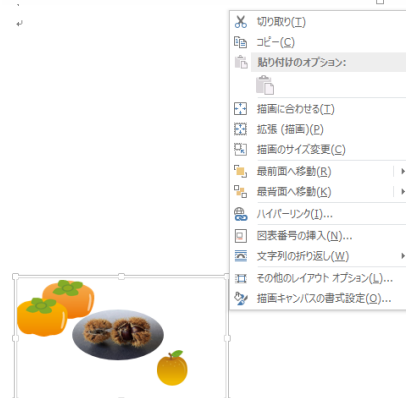 切り取り(T)
コピー(C)
貼り付けのオプション:
描画に合わせる(T)
拡張 (描画)(P)
描画のサイズ変更(C)
最前面へ移動(R)
最背面へ移動(K)
ハイパーリンク(I)...
図表番号の挿入(N)...
文字列の折り返し(W)
その他のレイアウト オプション(L)...
描画キャンバスの書式設定(O)...